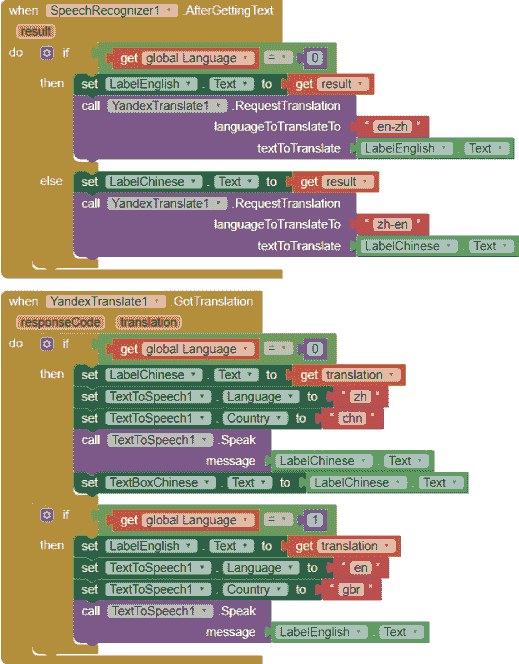 when SpeechRecognizer1 .AfterGettingText
result
do if get global Language = 0
then set LabelEnglish . Text to get result
call YandexTranslate1 .RequestTranslation
languageToTranslateTo " en-zh "
textToTranslate LabelEnglish . Text
else set LabelChinese . Text to get result
call YandexTranslate1 .RequestTranslation
languageToTranslateTo " zh-en "
textToTranslate LabelChinese . Text
when YandexTranslate1 .GotTranslation
responseCode translation
do if get global Language = 0
then set LabelChinese . Text to get translation
set TextToSpeech1 . Language to " zh "
set TextToSpeech1 . Country to " chn "
call TextToSpeech1 .Speak
message LabelChinese . Text
set TextBoxChinese . Text to LabelChinese . Text
if get global Language = 1
then set LabelEnglish . Text to get translation
set TextToSpeech1 . Language to " en "
set TextToSpeech1 . Country to " gbr "
call TextToSpeech1 .Speak
message LabelEnglish . Text